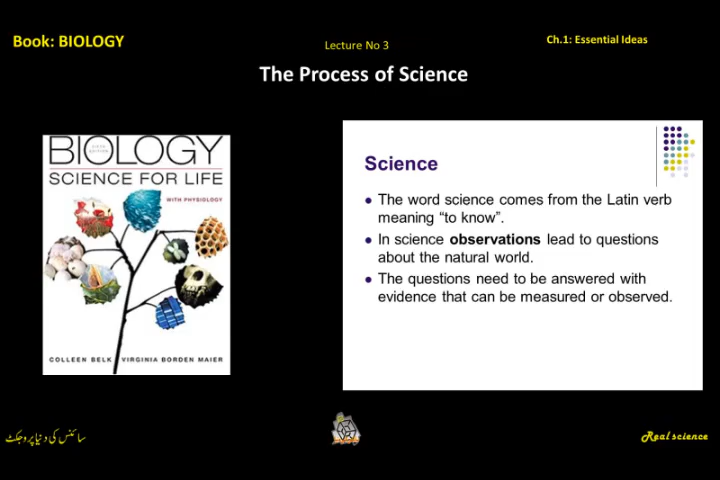 Book: BIOLOGY
Lecture No 3
Ch.1: Essential Ideas
The Process of Science
BIOLOGY
SCIENCE FOR LIFE
WITH PHYSIOLOGY
COLLEEN BELK VIRGINIA BORDEN MAIER
Science
The word science comes from the Latin verb
meaning “to know”.
In science observations lead to questions
about the natural world.
The questions need to be answered with
evidence that can be measured or observed.
سائنس کی دنیا پروجکٹ
Real science